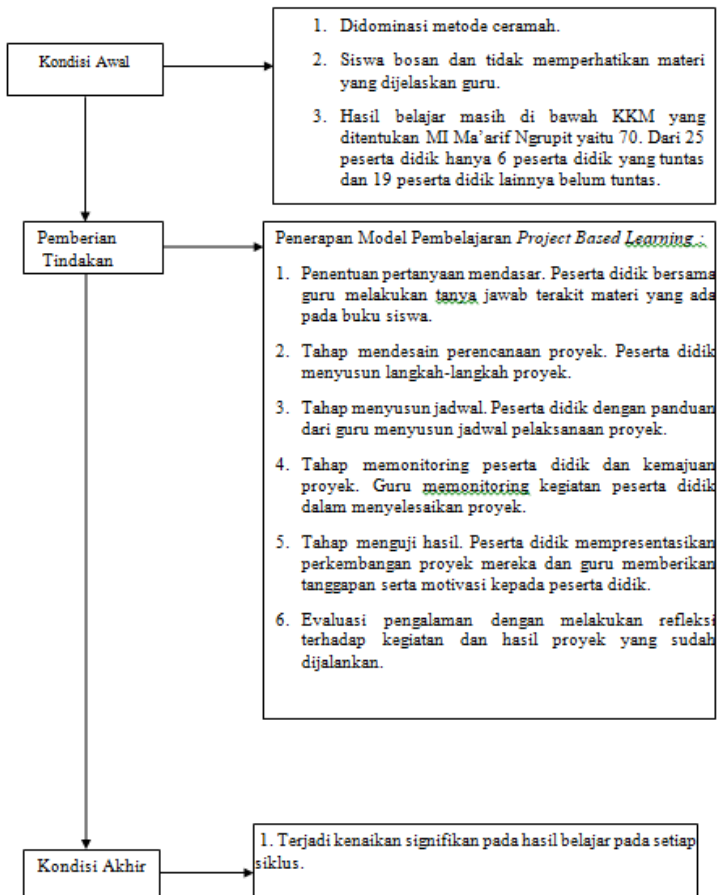 Kondisi Awal
1. Didominasi metode ceramah.
2. Siswa bosan dan tidak memperhatikan materi
yang dijelaskan guru.
3. Hasil belajar masih di bawah KKM yang
ditentukan MI Ma’arif Ngrupit yaitu 70. Dari 25
peserta didik hanya 6 peserta didik yang tuntas
dan 19 peserta didik lainnya belum tuntas.
Pemberian
Tindakan
Penerapan Model Pembelajaran Project Based Learning :
1. Penentuan pertanyaan mendasar. Peserta didik bersama
guru melakukan tanya jawab terakit materi yang ada
pada buku siswa.
2. Tahap mendesain perencanaan proyek. Peserta didik
menyusun langkah-langkah proyek.
3. Tahap menyusun jadwal. Peserta didik dengan panduan
dari guru menyusun jadwal pelaksanaan proyek.
4. Tahap memonitoring peserta didik dan kemajuan
proyek. Guru memonitoring kegiatan peserta didik
dalam menyelesaikan proyek.
5. Tahap menguji hasil. Peserta didik mempresentasikan
perkembangan proyek mereka dan guru memberikan
tanggapan serta motivasi kepada peserta didik.
6. Evaluasi pengalaman dengan melakukan refleksi
terhadap kegiatan dan hasil proyek yang sudah
dijalankan.
Kondisi Akhir
1. Terjadi kenaikan signifikan pada hasil belajar pada setiap
siklus.